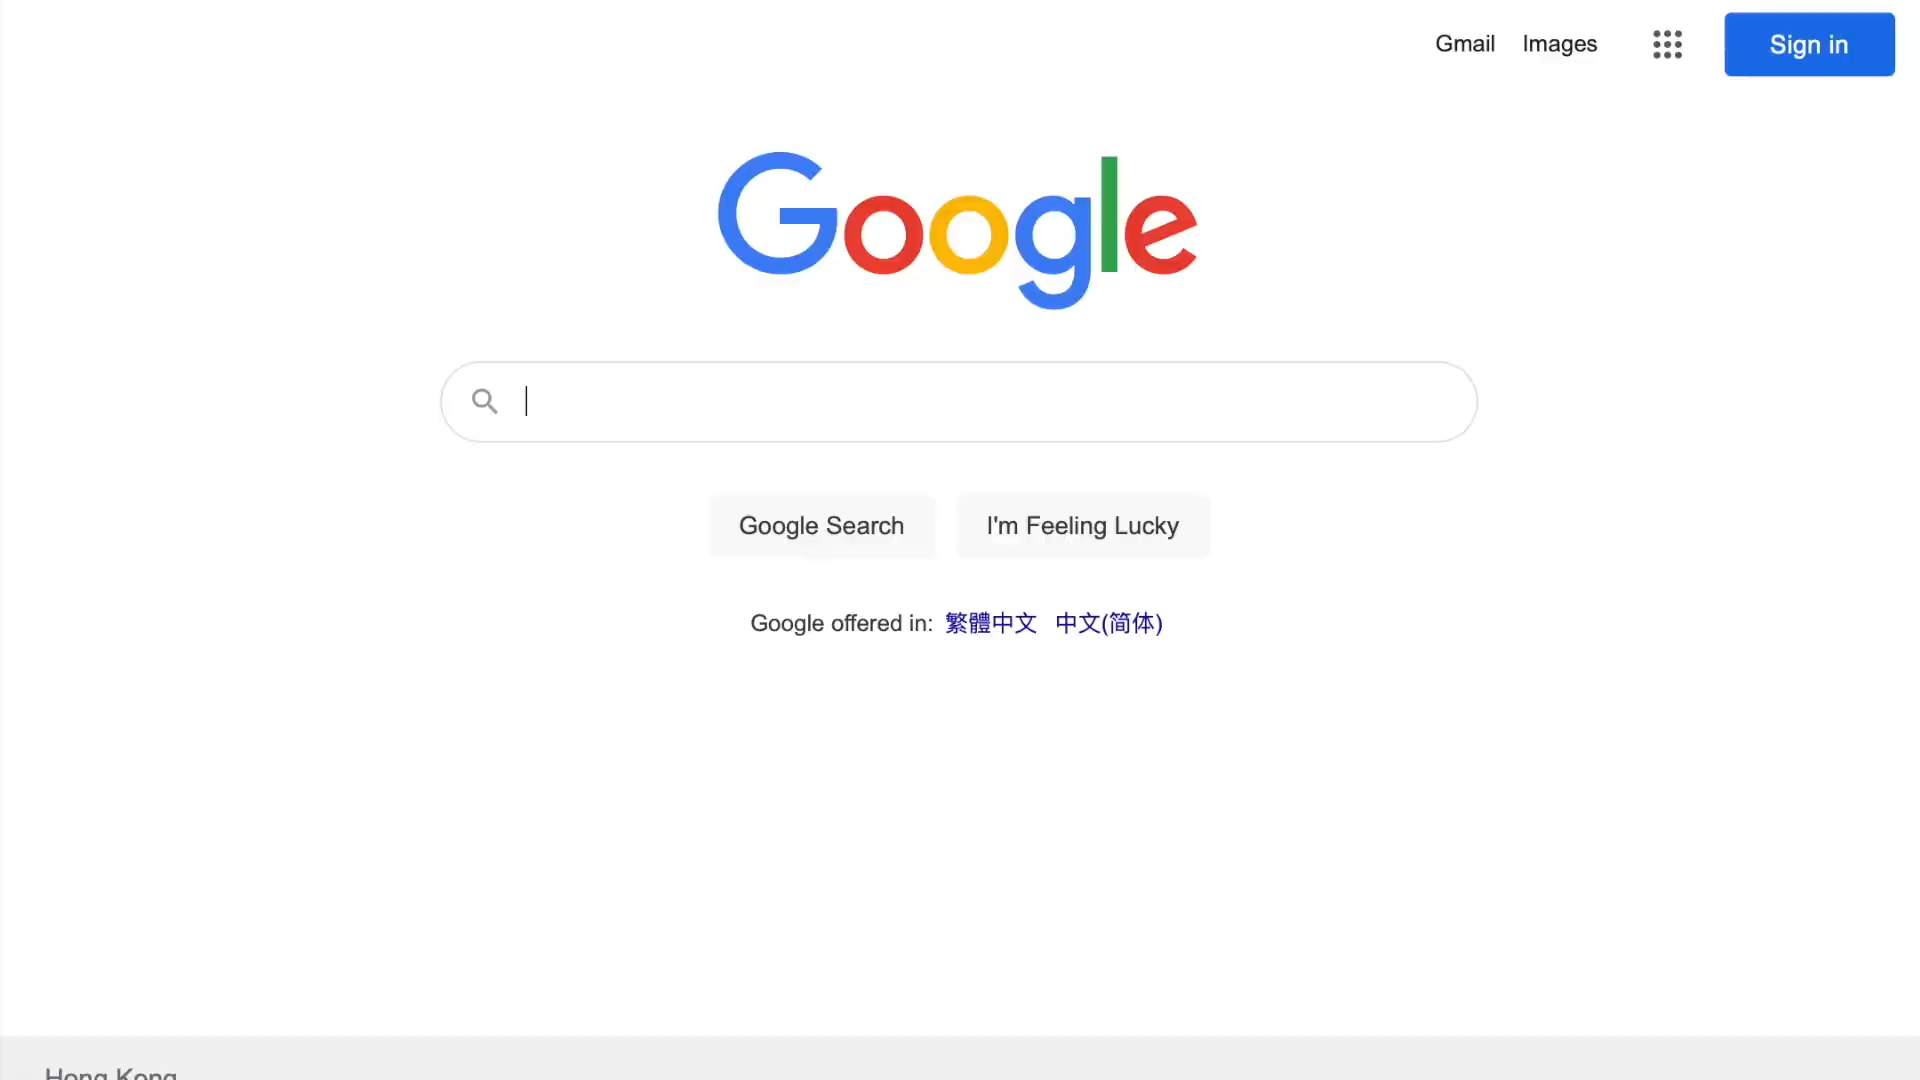 Gmail Images Sign in
Google
Google Search I'm Feeling Lucky
Google offered in: 繁體中文 中文(简体)
Hong Kong